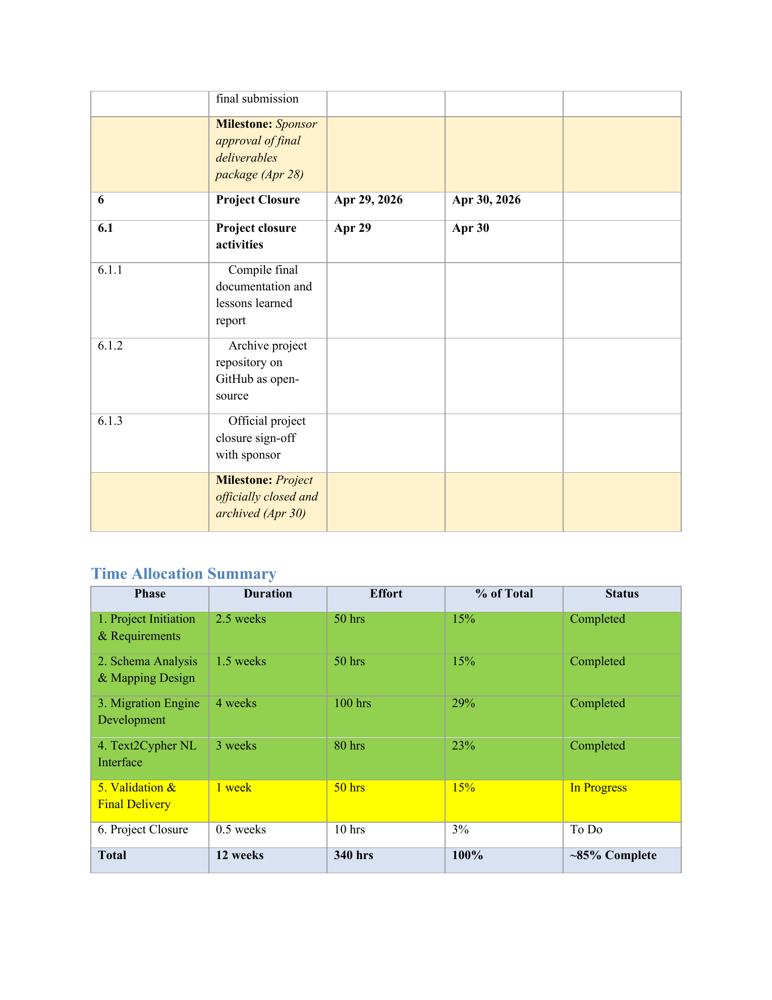 final submission
Milestone: Sponsor
approval of final
deliverables
package (Apr 28)
6 Project Closure Apr 29, 2026 Apr 30, 2026
6.1 Project closure Apr 29 Apr 30
activities
6.1.1 Compile final
documentation and
lessons learned
report
6.1.2 Archive project
repository on
GitHub as open-
source
6.1.3 Official project
closure sign-off
with sponsor
Milestone: Project
officially closed and
archived (Apr 30)
Time Allocation Summary
Phase Duration Effort % of Total Status
1. Project Initiation 2.5 weeks 50 hrs 15% Completed
& Requirements
2. Schema Analysis 1.5 weeks 50 hrs 15% Completed
& Mapping Design
3. Migration Engine 4 weeks 100 hrs 29% Completed
Development
4. Text2Cypher NL 3 weeks 80 hrs 23% Completed
Interface
5. Validation & 1 week 50 hrs 15% In Progress
Final Delivery
6. Project Closure 0.5 weeks 10 hrs 3% To Do
Total 12 weeks 340 hrs 100% ~85% Complete